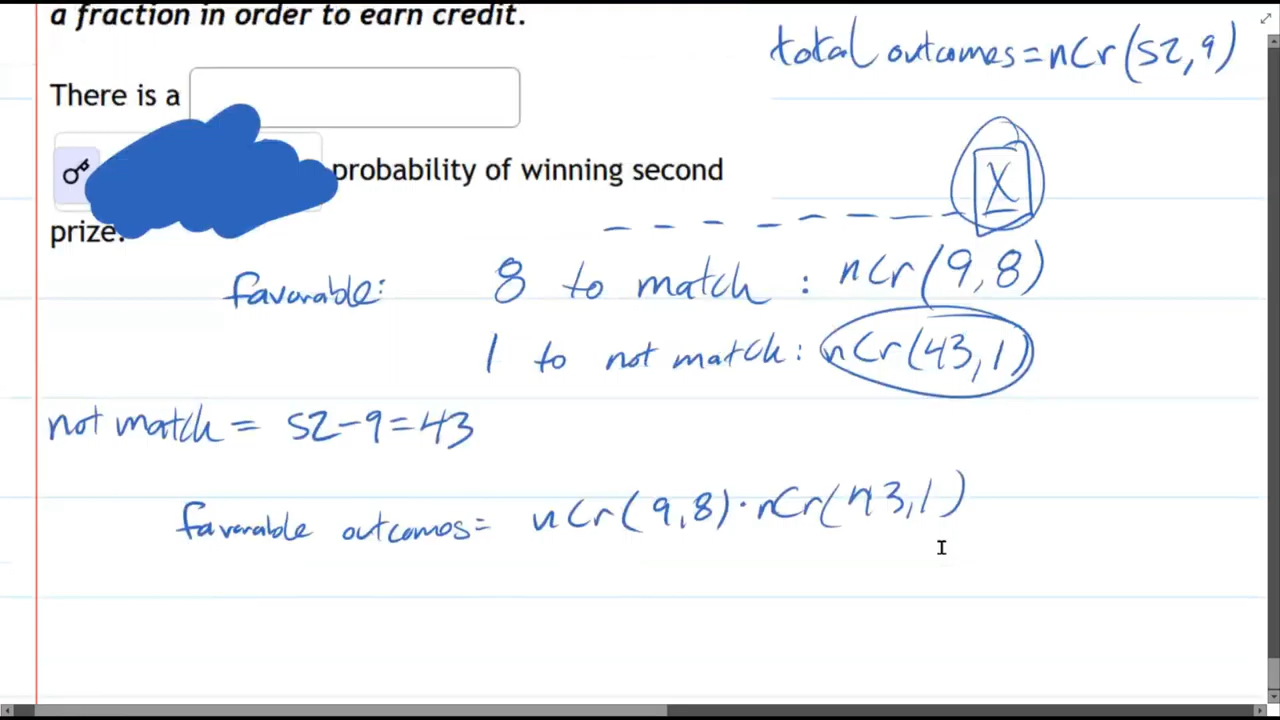 a fraction in order to earn credit.
total outcomes = nCr(52,9)
There is a
probability of winning second
prize.
X
favorable: 8 to match : nCr(9,8)
1 to not match: nCr(43,1)
not match = 52-9=43
favorable outcomes= nCr(9,8)·nCr(43,1)